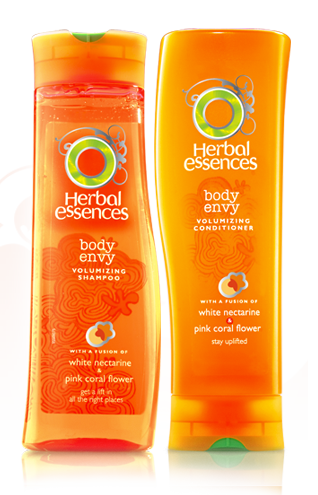 Herbal
essences
body
envy
VOLUMIZING
SHAMPOO
WITH A FUSION OF
white nectarine
&
pink coral flower
get a lift in
all the right places
Herbal
essences
body
envy
VOLUMIZING
CONDITIONER
WITH A FUSION OF
white nectarine
&
pink coral flower
stay uplifted